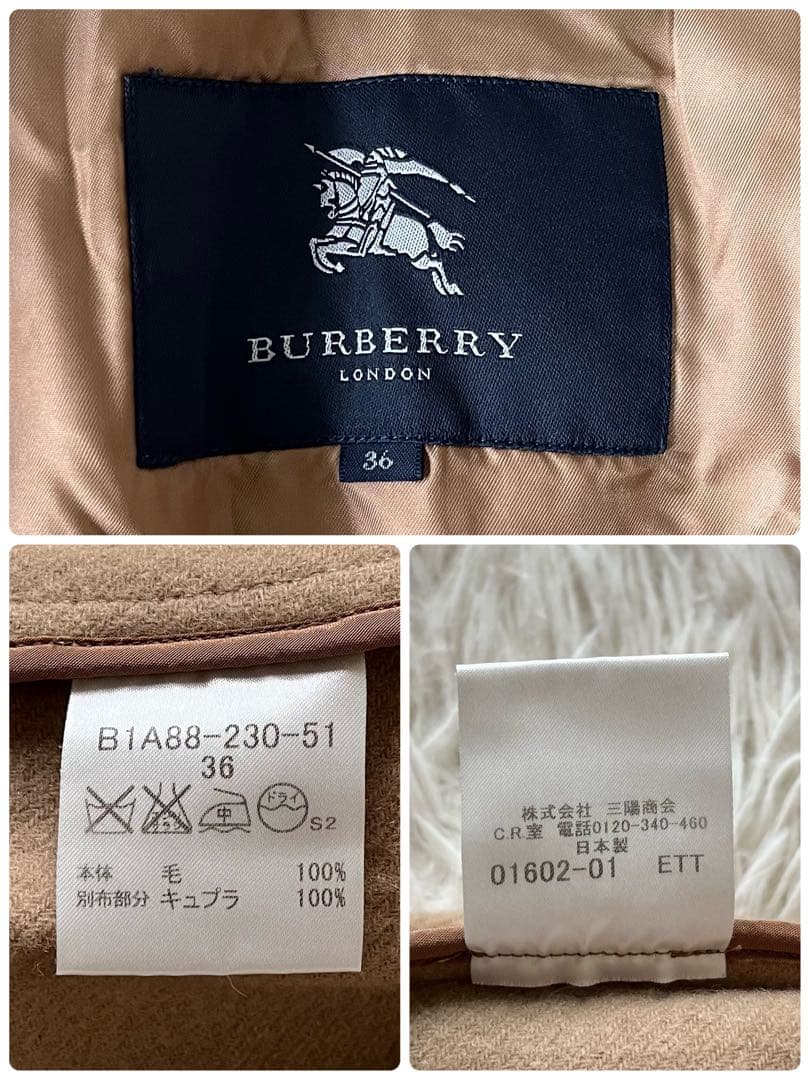 BURBERRY
LONDON
36
B1A88-230-51
36
ドライ
中
S2
本体 毛 100%
別布部分 キュプラ 100%
株式会社 三陽商会
C.R.室 電話0120-340-460
日本製
01602-01 ETT